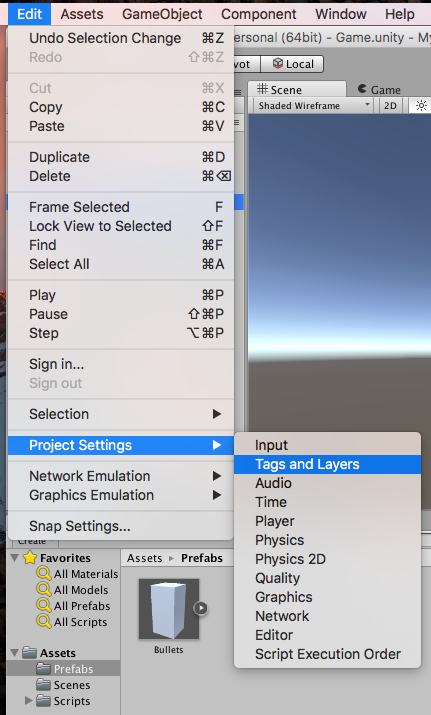 Edit Assets GameObject Component Window Help
ersonal (64bit) - Game.unity - My
vot Local
Scene Game
Shaded Wireframe 2D
Undo Selection Change ⌘Z
Redo ⇧⌘Z
Cut ⌘X
Copy ⌘C
Paste ⌘V
Duplicate ⌘D
Delete ⌘⌫
Frame Selected F
Lock View to Selected ⇧F
Find ⌘F
Select All ⌘A
Play ⌘P
Pause ⇧⌘P
Step ⌥⌘P
Sign in...
Sign out
Selection
Project Settings
Network Emulation
Graphics Emulation
Snap Settings...
Input
Tags and Layers
Audio
Time
Player
Physics
Physics 2D
Quality
Graphics
Network
Editor
Script Execution Order
Create
Favorites
All Materials
All Models
All Prefabs
All Scripts
Assets
Prefabs
Scenes
Scripts
Assets Prefabs
Bullets